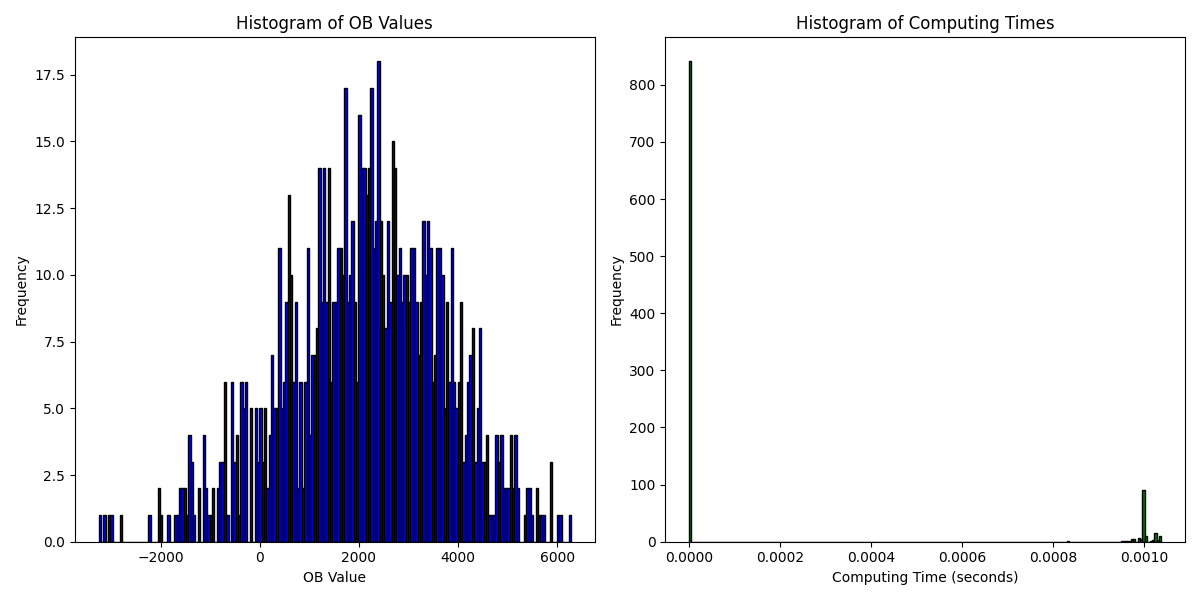 Histogram of OB Values
17.5
15.0
12.5
10.0
7.5
5.0
2.5
0.0
Frequency
−2000 0 2000 4000 6000
OB Value
Histogram of Computing Times
800
700
600
500
400
300
200
100
0
Frequency
0.0000 0.0002 0.0004 0.0006 0.0008 0.0010
Computing Time (seconds)